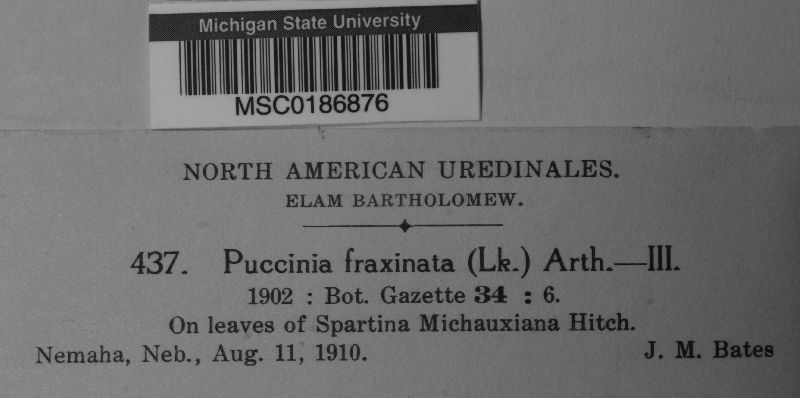 Michigan State University
MSC0186876
NORTH AMERICAN UREDINALES.
ELAM BARTHOLOMEW.
437. Puccinia fraxinata (Lk.) Arth.—III.
1902 : Bot. Gazette 34 : 6.
On leaves of Spartina Michauxiana Hitch.
Nemaha, Neb., Aug. 11, 1910. J. M. Bates